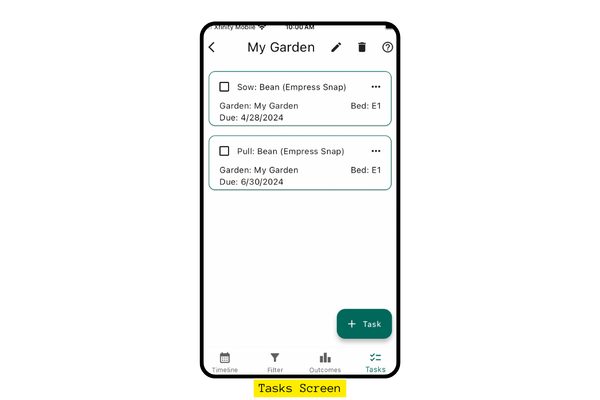 Xfinity Mobile 10:00 AM
My Garden
Sow: Bean (Empress Snap)
Garden: My Garden Bed: E1
Due: 4/28/2024
Pull: Bean (Empress Snap)
Garden: My Garden Bed: E1
Due: 6/30/2024
+ Task
Timeline Filter Outcomes Tasks
Tasks Screen